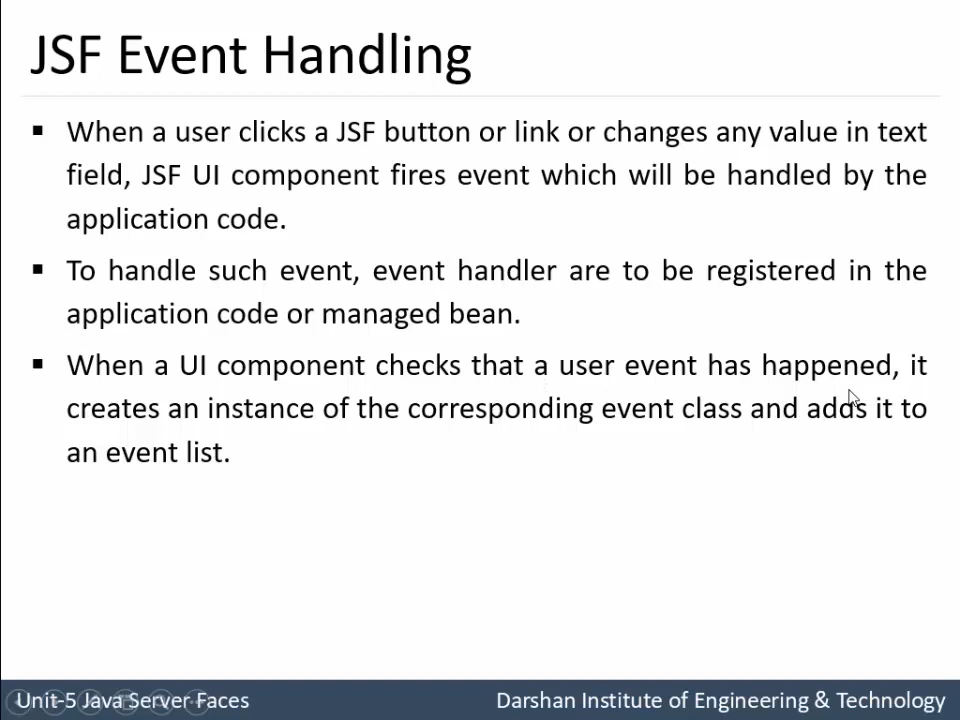 JSF Event Handling
▪ When a user clicks a JSF button or link or changes any value in text
field, JSF UI component fires event which will be handled by the
application code.
▪ To handle such event, event handler are to be registered in the
application code or managed bean.
▪ When a UI component checks that a user event has happened, it
creates an instance of the corresponding event class and adds it to
an event list.
Unit-5 Java Server Faces
Darshan Institute of Engineering & Technology